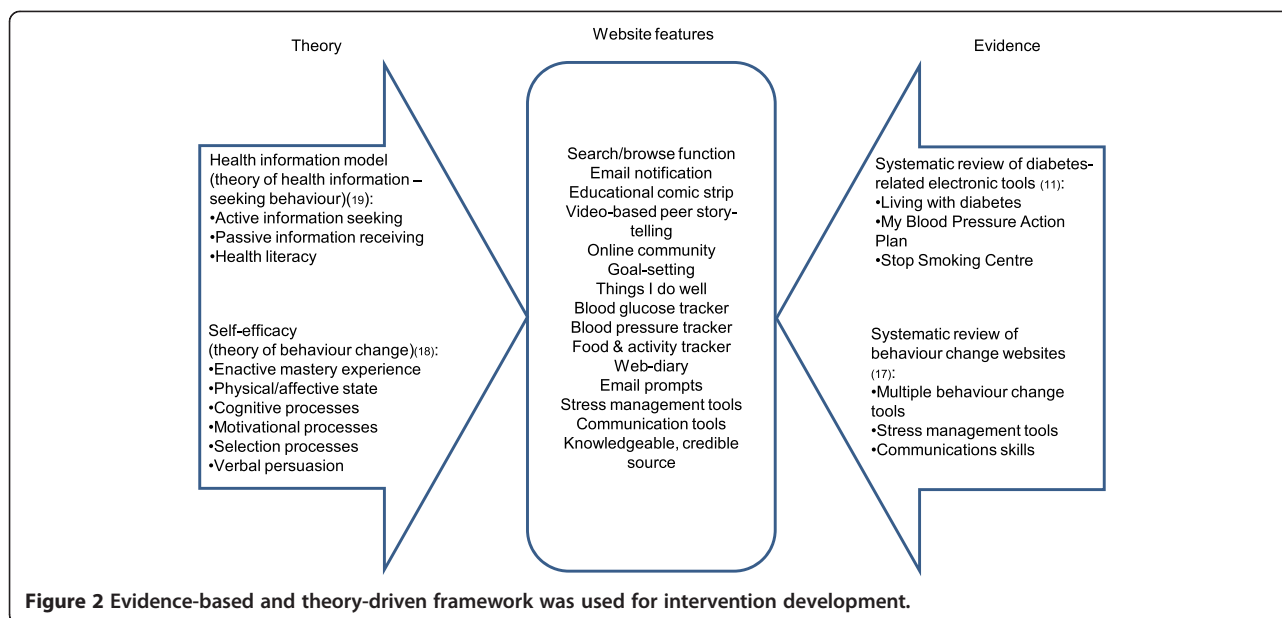 Theory
Website features
Evidence
Health information model
(theory of health information –
seeking behaviour)(19):
•Active information seeking
•Passive information receiving
•Health literacy
Self-efficacy
(theory of behaviour change)(18):
•Enactive mastery experience
•Physical/affective state
•Cognitive processes
•Motivational processes
•Selection processes
•Verbal persuasion
Search/browse function
Email notification
Educational comic strip
Video-based peer story-
telling
Online community
Goal-setting
Things I do well
Blood glucose tracker
Blood pressure tracker
Food & activity tracker
Web-diary
Email prompts
Stress management tools
Communication tools
Knowledgeable, credible
source
Systematic review of diabetes-
related electronic tools (11):
•Living with diabetes
•My Blood Pressure Action
Plan
•Stop Smoking Centre
Systematic review of
behaviour change websites
(17):
•Multiple behaviour change
tools
•Stress management tools
•Communications skills
Figure 2 Evidence-based and theory-driven framework was used for intervention development.